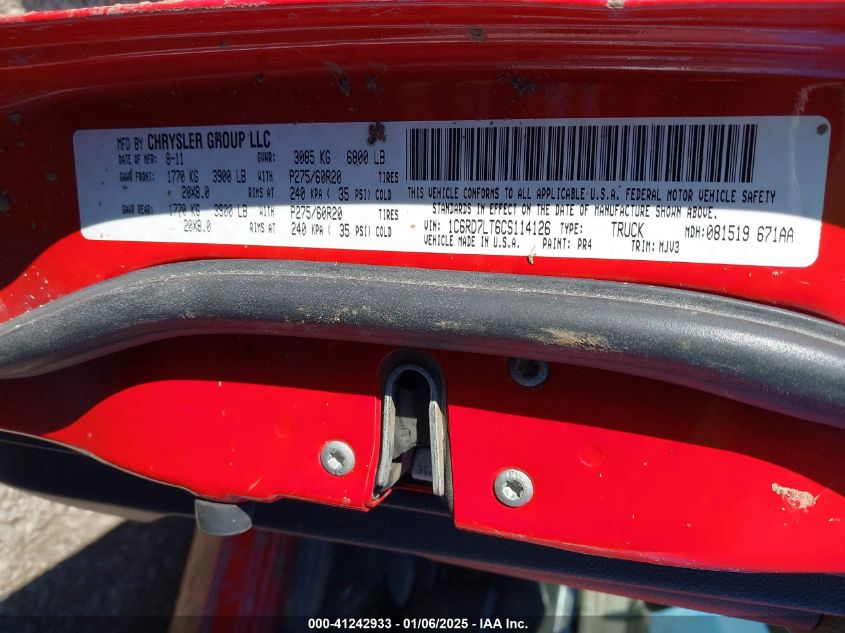 MFD BY CHRYSLER GROUP LLC
DATE OF MFR: 8-11 GVWR: 3085 KG 6800 LB
GAWR FRONT: 1770 KG 3900 LB WITH P275/60R20 TIRES
20X8.0 RIMS AT 240 KPA ( 35 PSI) COLD
GAWR REAR: 1770 KG 3900 LB WITH P275/60R20 TIRES
20X8.0 RIMS AT 240 KPA ( 35 PSI) COLD
THIS VEHICLE CONFORMS TO ALL APPLICABLE U.S.A. FEDERAL MOTOR VEHICLE SAFETY
STANDARDS IN EFFECT ON THE DATE OF MANUFACTURE SHOWN ABOVE.
VIN: 1C6RD7LT6CS114126 TYPE: TRUCK MDH: 081519 671AA
VEHICLE MADE IN U.S.A. PAINT: PR4 TRIM: MJV3
000-41242933 - 01/06/2025 - IAA Inc.